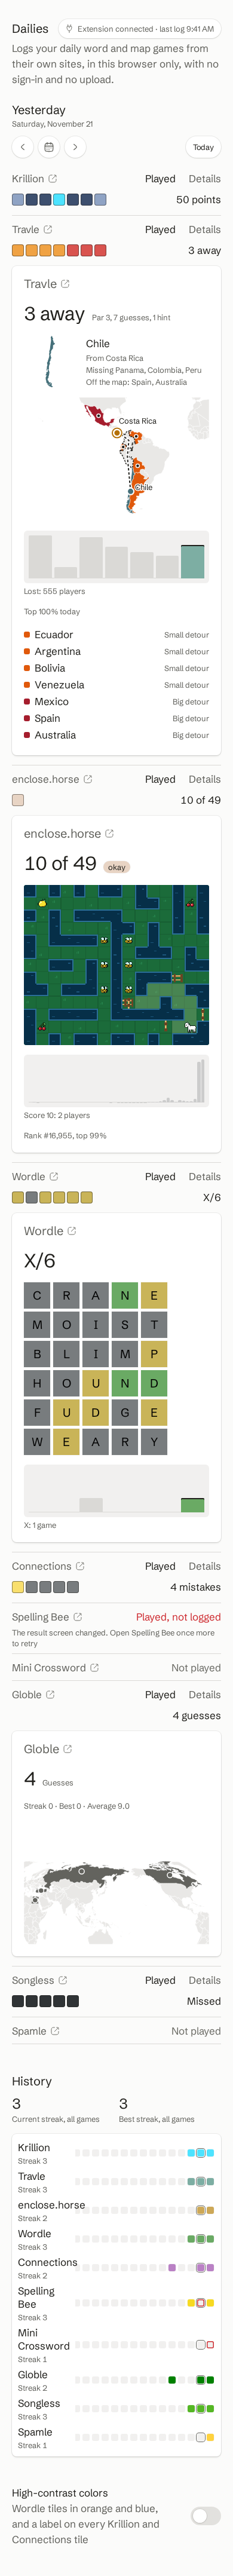 Dailies
Extension connected · last log 9:41 AM
Logs your daily word and map games from
their own sites, in this browser only, with no
sign-in and no upload.
Yesterday
Saturday, November 21
Today
Krillion Played Details
50 points
Travle Played Details
3 away
Travle
3 away Par 3, 7 guesses, 1 hint
Chile
From Costa Rica
Missing Panama, Colombia, Peru
Off the map: Spain, Australia
Costa Rica
Chile
Lost: 555 players
Top 100% today
Ecuador Small detour
Argentina Small detour
Bolivia Small detour
Venezuela Small detour
Mexico Big detour
Spain Big detour
Australia Big detour
enclose.horse Played Details
10 of 49
enclose.horse
10 of 49 okay
Score 10: 2 players
Rank #16,955, top 99%
Wordle Played Details
X/6
Wordle
X/6
C R A N E
M O I S T
B L I M P
H O U N D
F U D G E
W E A R Y
X: 1 game
Connections Played Details
4 mistakes
Spelling Bee Played, not logged
The result screen changed. Open Spelling Bee once more
to retry
Mini Crossword Not played
Globle Played Details
4 guesses
Globle
4 Guesses
Streak 0 · Best 0 · Average 9.0
Songless Played Details
Missed
Spamle Not played
History
3 3
Current streak, all games Best streak, all games
Krillion
Streak 3
Travle
Streak 3
enclose.horse
Streak 2
Wordle
Streak 3
Connections
Streak 2
Spelling
Bee
Streak 3
Mini
Crossword
Streak 1
Globle
Streak 2
Songless
Streak 3
Spamle
Streak 1
High-contrast colors
Wordle tiles in orange and blue,
and a label on every Krillion and
Connections tile